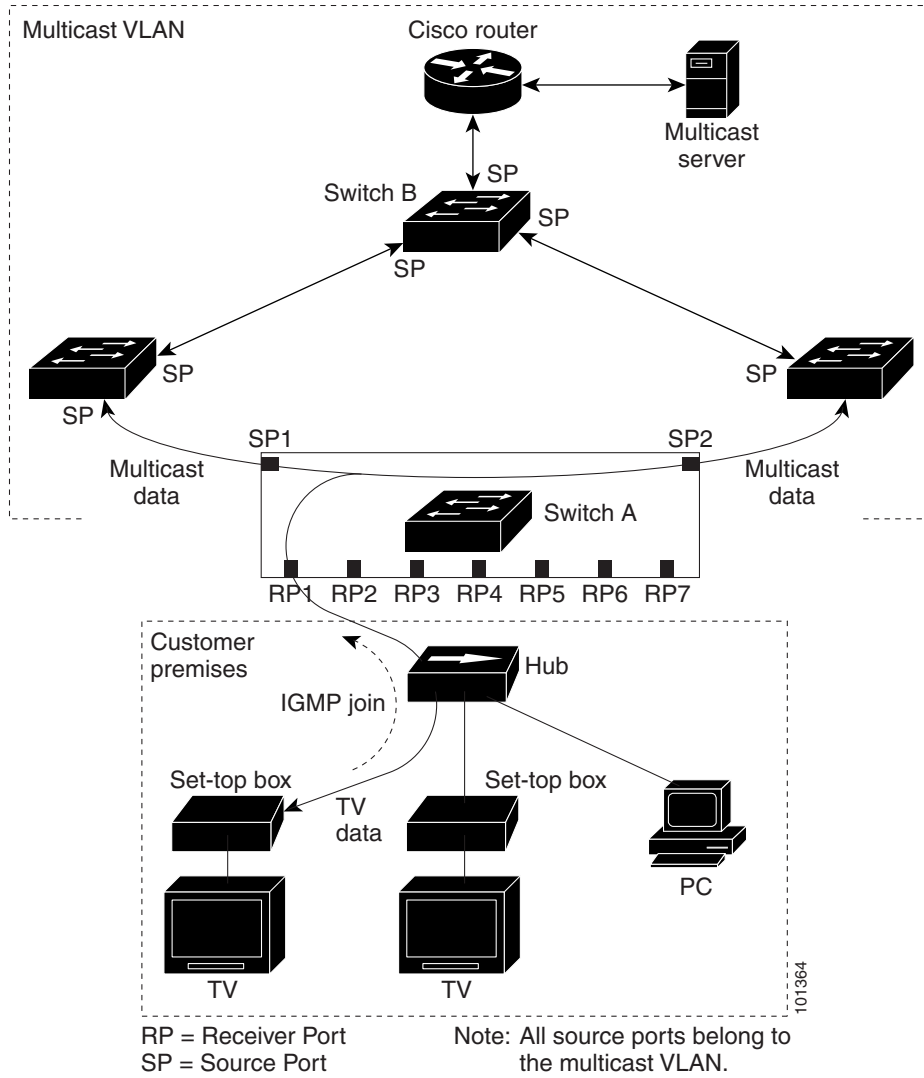 Multicast VLAN
Cisco router
Multicast
server
SP
Switch B
SP
SP
SP
SP
SP
SP1
SP2
Multicast
data
Multicast
data
Switch A
RP1 RP2 RP3 RP4 RP5 RP6 RP7
Customer
premises
Hub
IGMP join
Set-top box
Set-top box
TV
data
PC
TV
TV
101364
RP = Receiver Port
SP = Source Port
Note: All source ports belong to
the multicast VLAN.